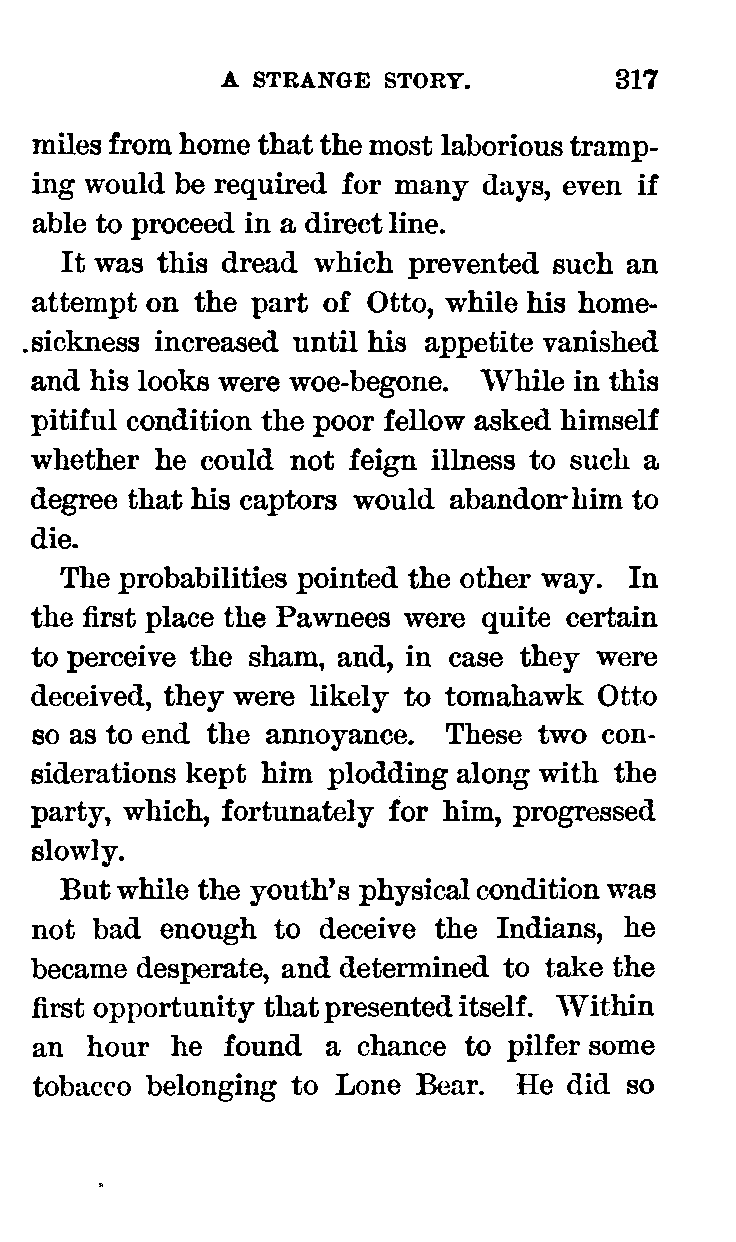 A STRANGE STORY. 317
miles from home that the most laborious tramp-
ing would be required for many days, even if
able to proceed in a direct line.
It was this dread which prevented such an
attempt on the part of Otto, while his home-
sickness increased until his appetite vanished
and his looks were woe-begone. While in this
pitiful condition the poor fellow asked himself
whether he could not feign illness to such a
degree that his captors would abandon him to
die.
The probabilities pointed the other way. In
the first place the Pawnees were quite certain
to perceive the sham, and, in case they were
deceived, they were likely to tomahawk Otto
so as to end the annoyance. These two con-
siderations kept him plodding along with the
party, which, fortunately for him, progressed
slowly.
But while the youth's physical condition was
not bad enough to deceive the Indians, he
became desperate, and determined to take the
first opportunity that presented itself. Within
an hour he found a chance to pilfer some
tobacco belonging to Lone Bear. He did so